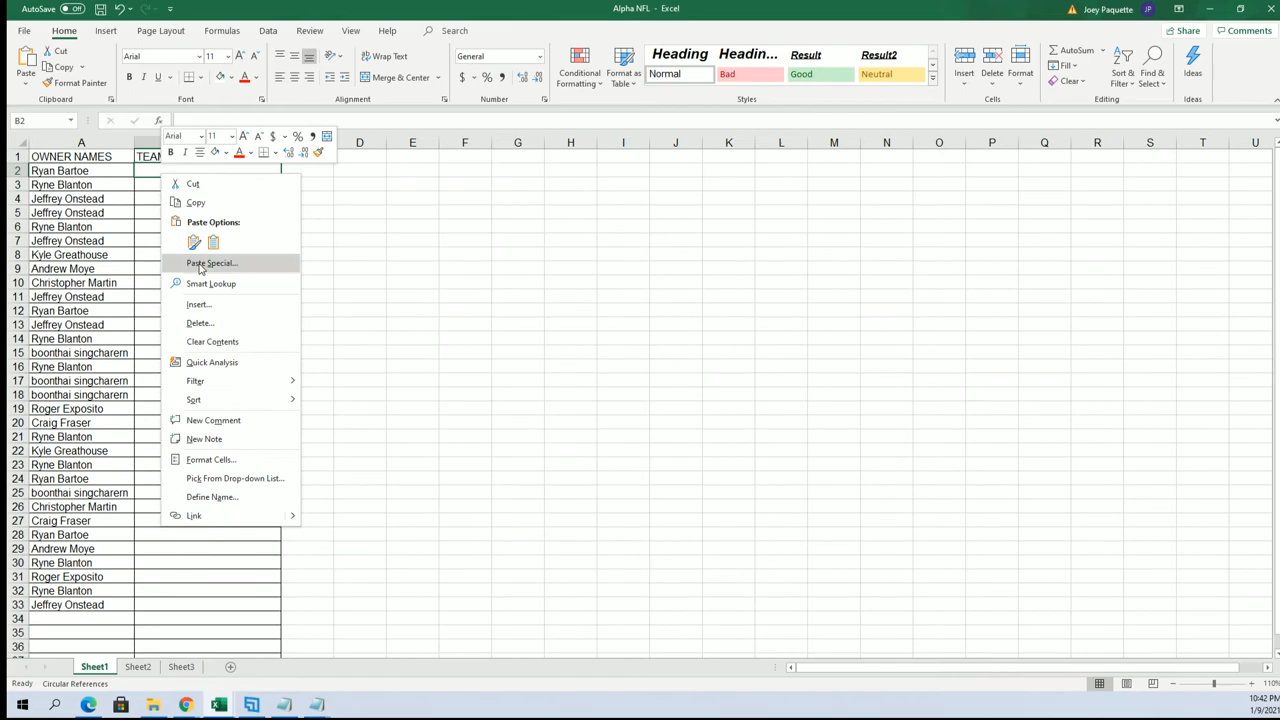 AutoSave Off Alpha NFL - Excel Joey Paquette JP
File Home Insert Page Layout Formulas Data Review View Help Search Share Comments
Paste Cut Copy Format Painter Clipboard
Arial 11 Font
Wrap Text Merge & Center Alignment
General Number
Conditional Formatting Format as Table
Heading Headin... Result Result2
Normal Bad Good Neutral
Styles
Insert Delete Format Cells
AutoSum Fill Clear Sort & Filter Find & Select Editing
Ideas Ideas
B2 fx
Arial 11
A D E F G H I J K L M N O P Q R S T U
1 OWNER NAMES TEAM
2 Ryan Bartoe
3 Ryne Blanton
4 Jeffrey Onstead
5 Jeffrey Onstead
6 Ryne Blanton
7 Jeffrey Onstead
8 Kyle Greathouse
9 Andrew Moye
10 Christopher Martin
11 Jeffrey Onstead
12 Ryan Bartoe
13 Jeffrey Onstead
14 Ryne Blanton
15 boonthai singcharern
16 Ryne Blanton
17 boonthai singcharern
18 boonthai singcharern
19 Roger Exposito
20 Craig Fraser
21 Ryne Blanton
22 Kyle Greathouse
23 Ryne Blanton
24 Ryan Bartoe
25 boonthai singcharern
26 Christopher Martin
27 Craig Fraser
28 Ryan Bartoe
29 Andrew Moye
30 Ryne Blanton
31 Roger Exposito
32 Ryne Blanton
33 Jeffrey Onstead
34
35
36
Cut
Copy
Paste Options:
Paste Special...
Smart Lookup
Insert...
Delete...
Clear Contents
Quick Analysis
Filter
Sort
New Comment
New Note
Format Cells...
Pick From Drop-down List...
Define Name...
Link
Sheet1 Sheet2 Sheet3
Ready Circular References 110%
10:42 PM
1/9/2021